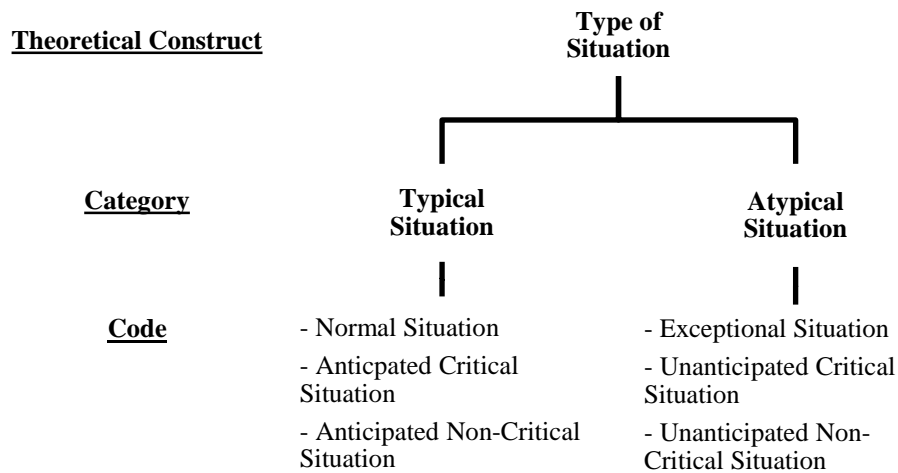 Theoretical Construct
Type of
Situation
Category
Typical
Situation
Atypical
Situation
Code
- Normal Situation
- Anticpated Critical
Situation
- Anticipated Non-Critical
Situation
- Exceptional Situation
- Unanticipated Critical
Situation
- Unanticipated Non-
Critical Situation